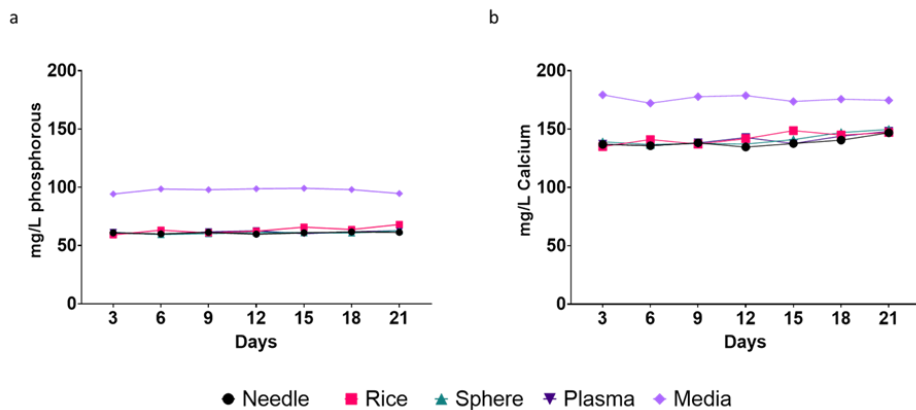 a
b
mg/L phosphorous
200
150
100
50
0
3 6 9 12 15 18 21
Days
mg/L Calcium
200
150
100
50
0
3 6 9 12 15 18 21
Days
Needle Rice Sphere Plasma Media